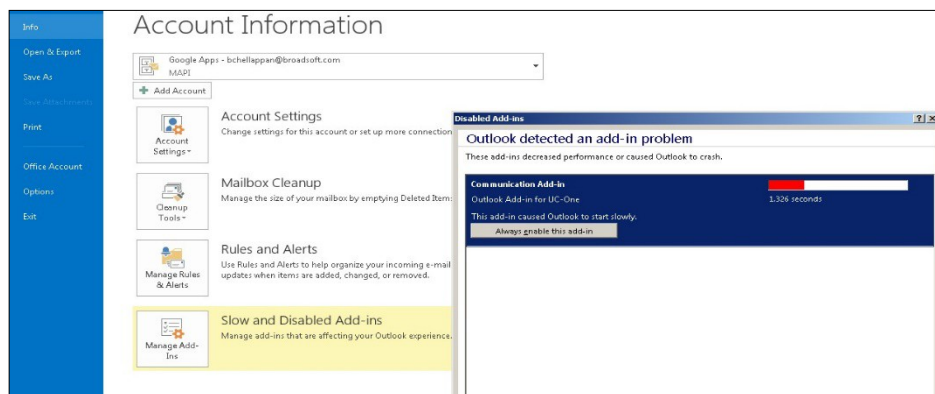 Info
Open & Export
Save As
Save Attachments
Print
Office Account
Options
Exit
Account Information
Google Apps - bchellappan@broadsoft.com
MAPI
Add Account
Account
Settings
Account Settings
Change settings for this account or set up more connection
Cleanup
Tools
Mailbox Cleanup
Manage the size of your mailbox by emptying Deleted Item
Manage Rules
& Alerts
Rules and Alerts
Use Rules and Alerts to help organize your incoming e-mail
updates when items are added, changed, or removed.
Manage Add-
Ins
Slow and Disabled Add-ins
Manage add-ins that are affecting your Outlook experience.
Disabled Add-ins
Outlook detected an add-in problem
These add-ins decreased performance or caused Outlook to crash.
Communication Add-in
Outlook Add-in for UC-One
1.326 seconds
This add-in caused Outlook to start slowly.
Always enable this add-in